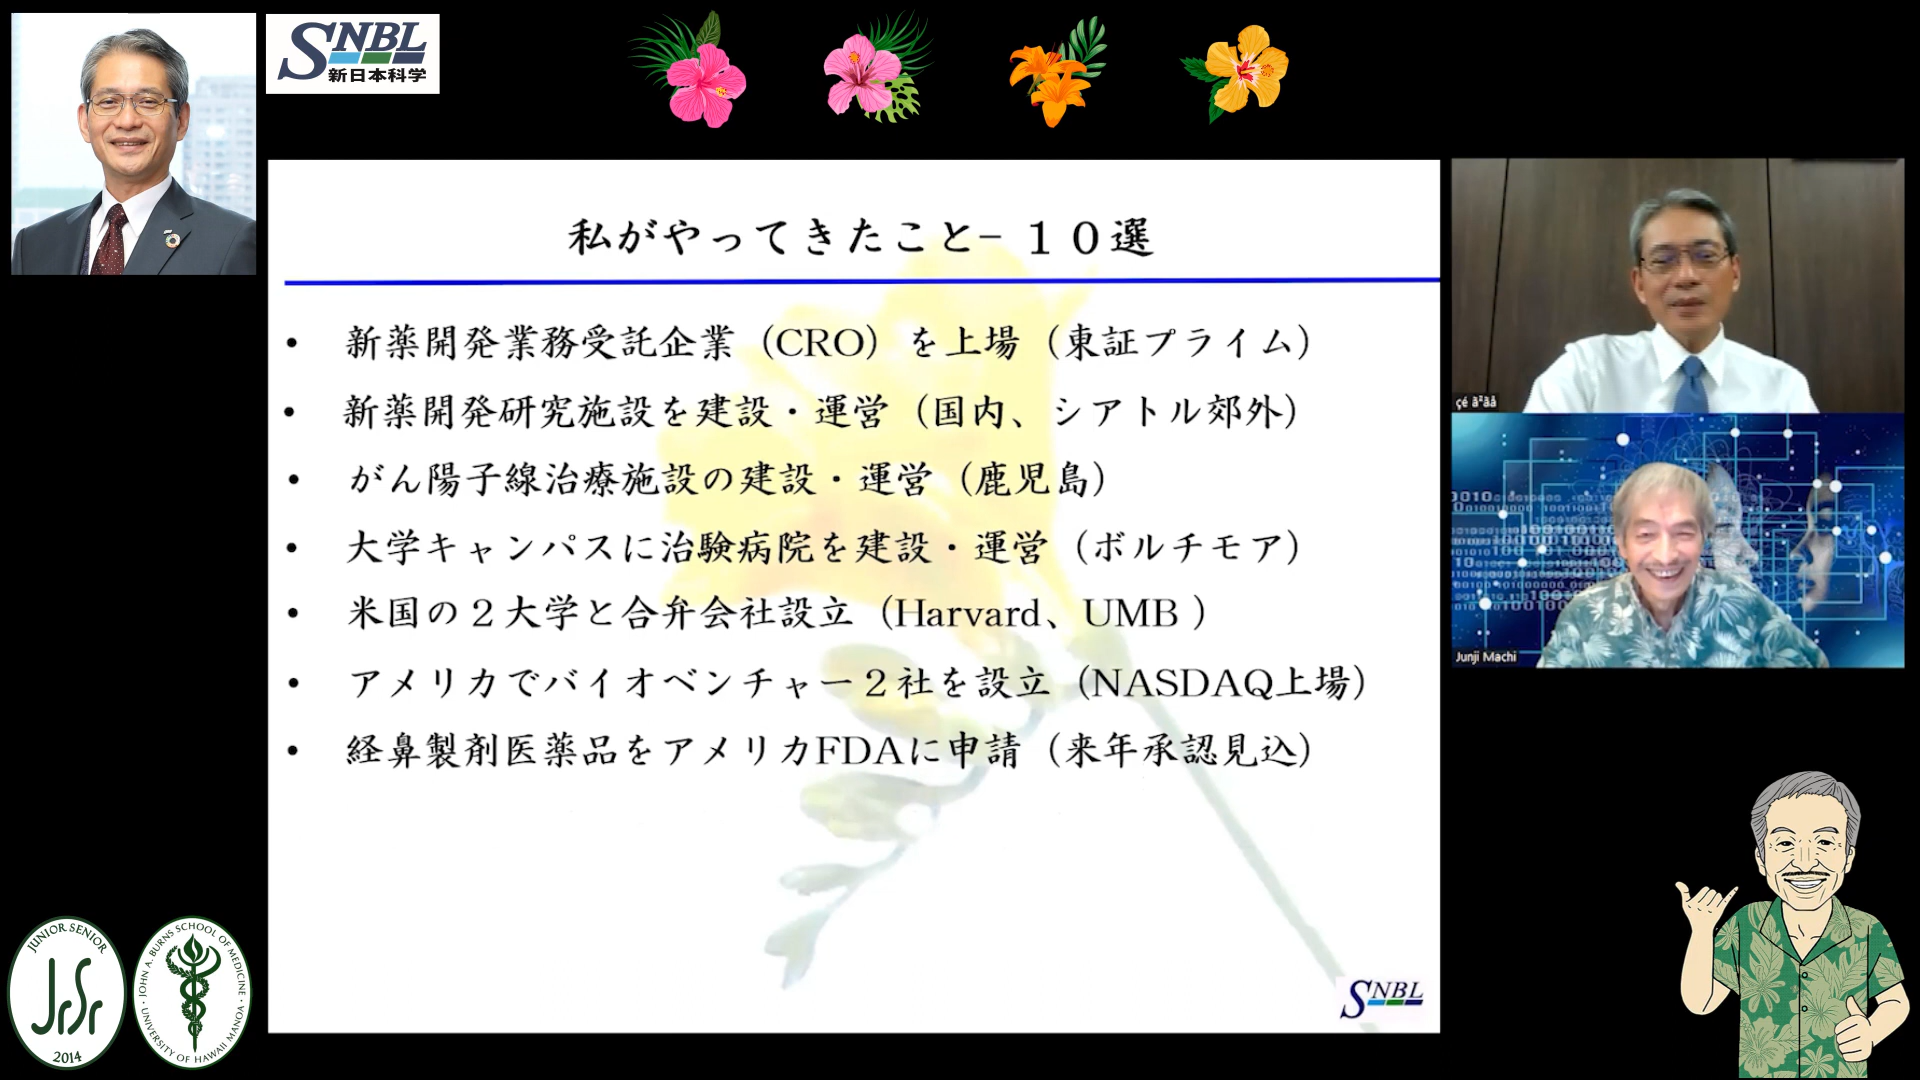 SNBL
新日本科学
私がやってきたこと−１０選
• 新薬開発業務受託企業（CRO）を上場（東証プライム）
• 新薬開発研究施設を建設・運営（国内、シアトル郊外）
• がん陽子線治療施設の建設・運営（鹿児島）
• 大学キャンパスに治験病院を建設・運営（ボルチモア）
• 米国の２大学と合弁会社設立（Harvard、UMB ）
• アメリカでバイオベンチャー２社を設立（NASDAQ上場）
• 経鼻製剤医薬品をアメリカFDAに申請（来年承認見込）
SNBL
çé ã²ãå
Junji Machi
JUNIOR SENIOR
JrSr
2014
JOHN A. BURNS SCHOOL OF MEDICINE
UNIVERSITY OF HAWAII MANOA